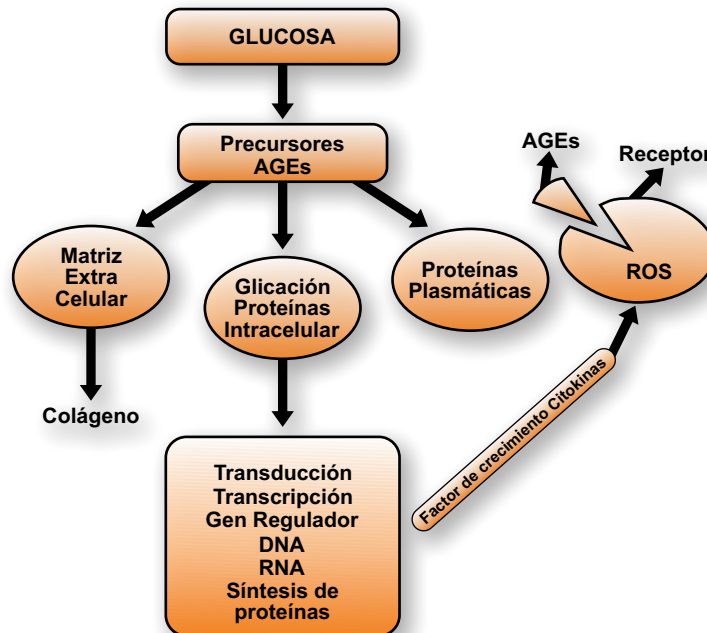 GLUCOSA
Precursores
AGEs
AGEs
Receptor
ROS
Matriz
Extra
Celular
Glicación
Proteínas
Intracelular
Proteínas
Plasmáticas
Colágeno
Factor de crecimiento Citokinas
Transducción
Transcripción
Gen Regulador
DNA
RNA
Síntesis de
proteínas